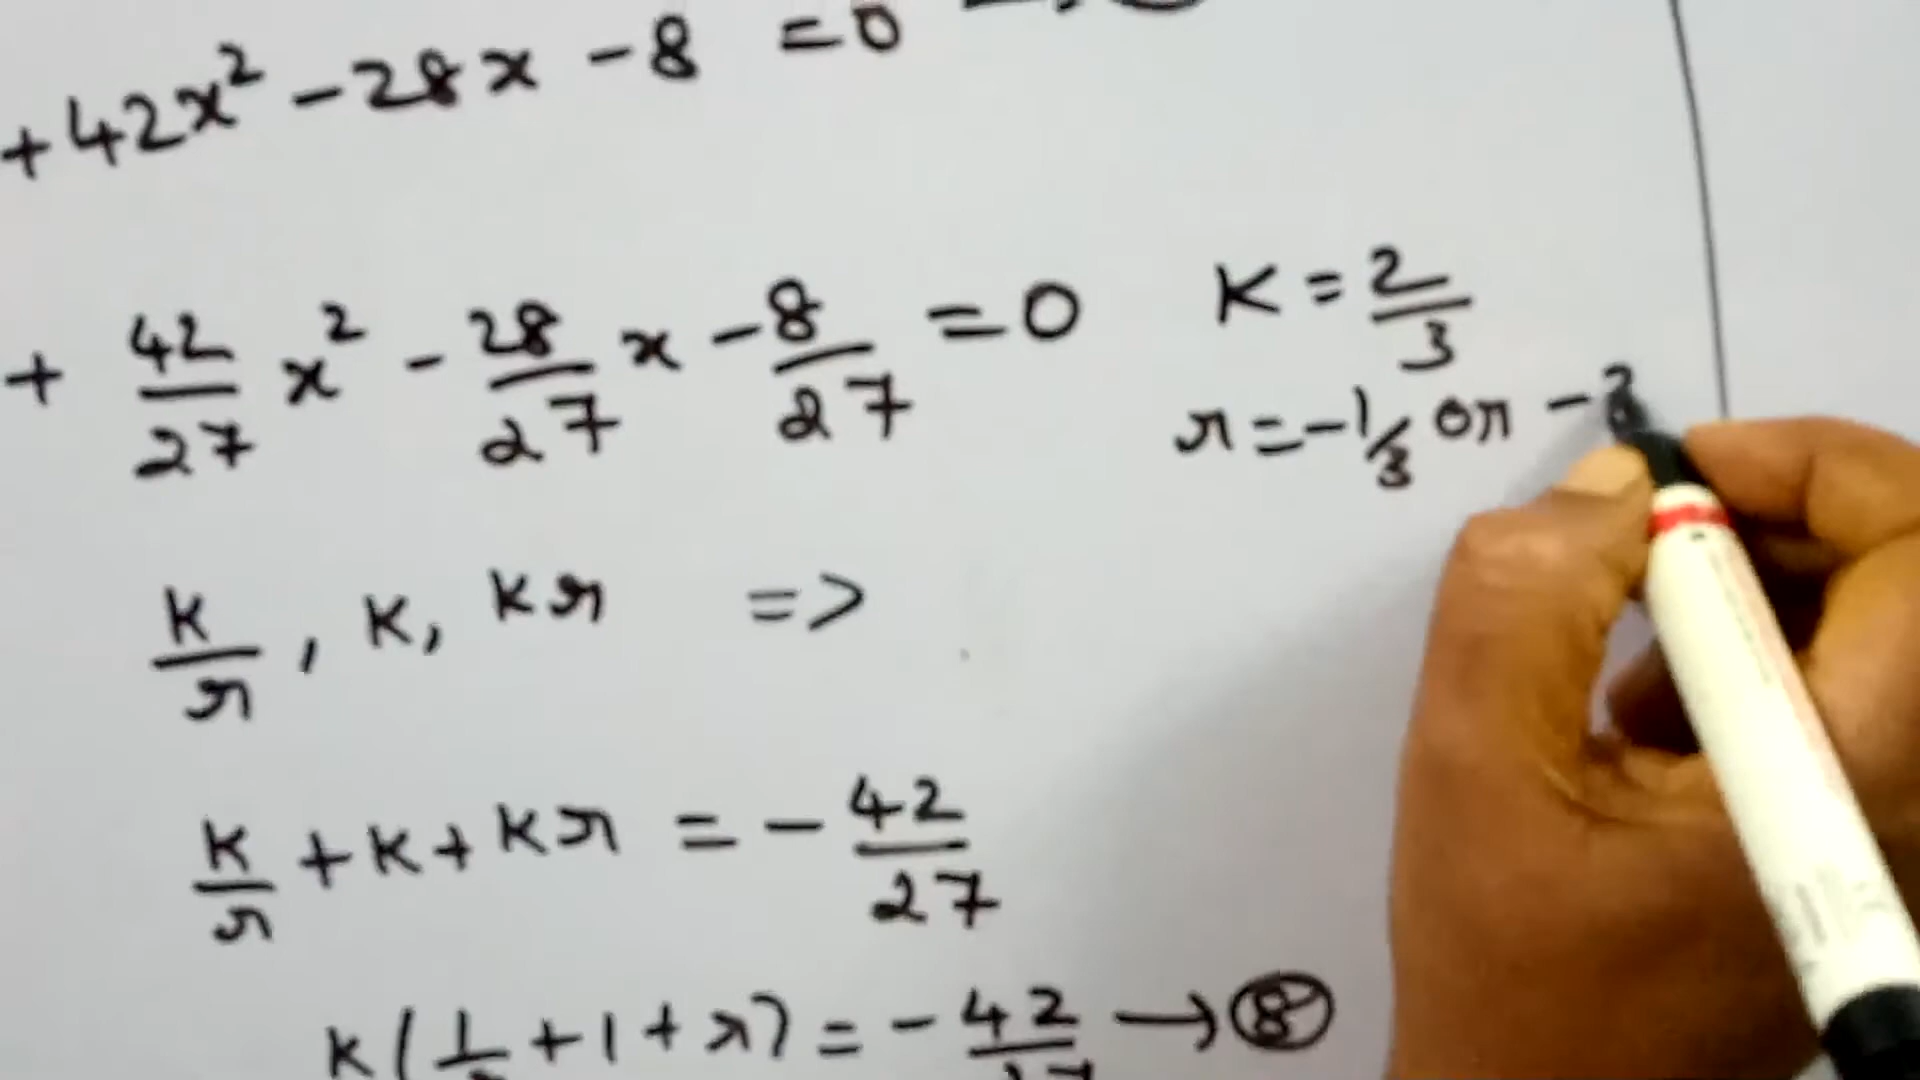 +42x² -28x -8 =0
+ 42/27 x² - 28/27 x - 8/27 =0
K = 2/3
r = -1/3 or -3
K/r , K, Kr =>
K/r + K + Kr = - 42/27
K(1/r + 1 + r) = - 42/27 → ⑧